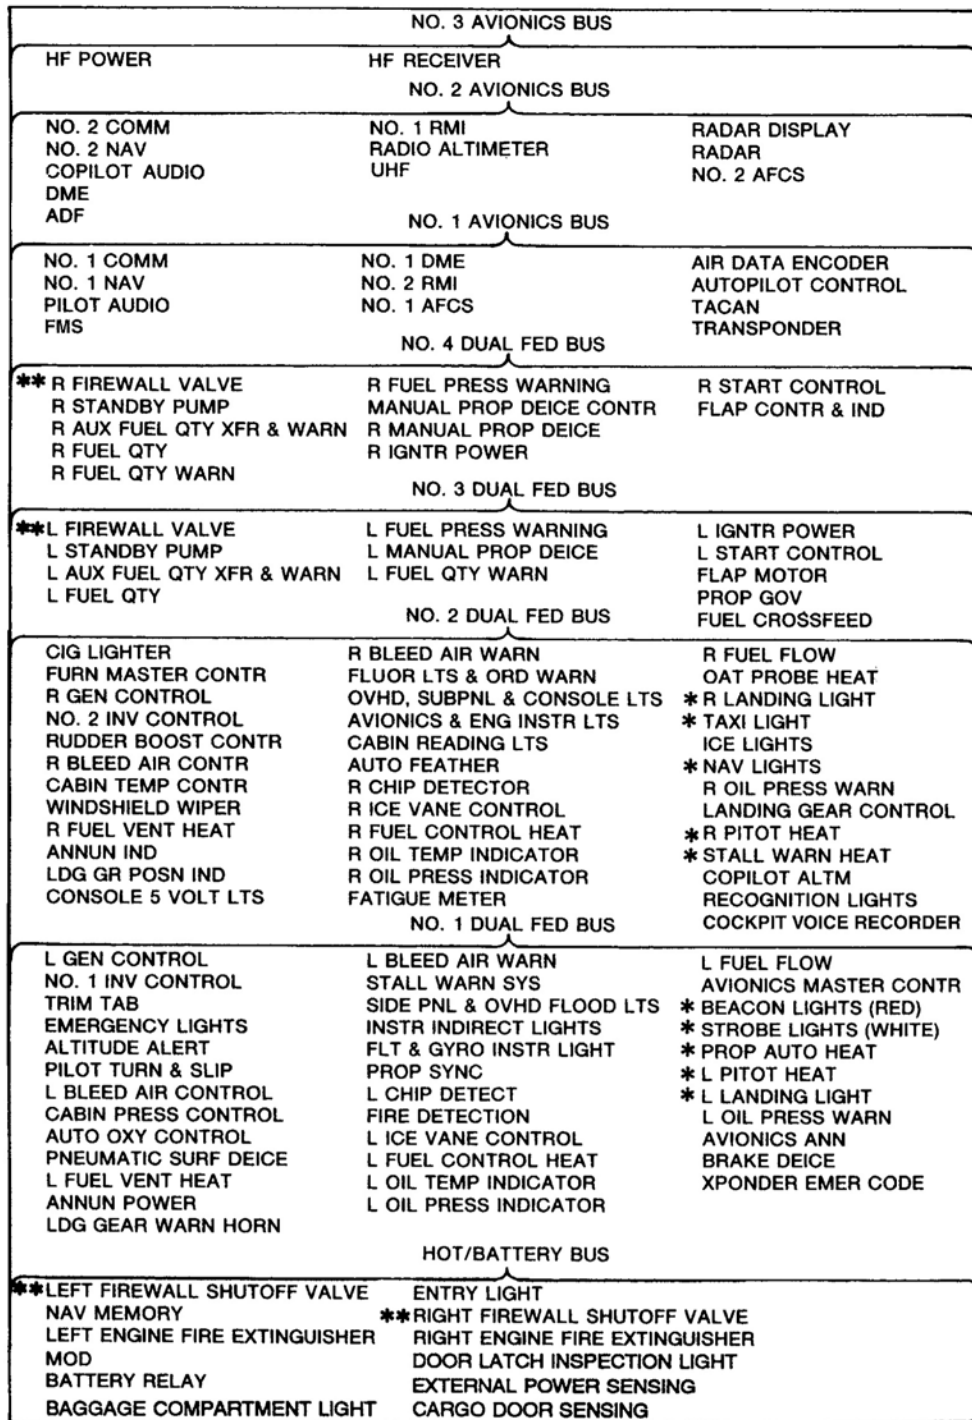 NO. 3 AVIONICS BUS
HF POWER HF RECEIVER
NO. 2 AVIONICS BUS
NO. 2 COMM NO. 1 RMI RADAR DISPLAY
NO. 2 NAV RADIO ALTIMETER RADAR
COPILOT AUDIO UHF NO. 2 AFCS
DME
ADF
NO. 1 AVIONICS BUS
NO. 1 COMM NO. 1 DME AIR DATA ENCODER
NO. 1 NAV NO. 2 RMI AUTOPILOT CONTROL
PILOT AUDIO NO. 1 AFCS TACAN
FMS TRANSPONDER
NO. 4 DUAL FED BUS
** R FIREWALL VALVE R FUEL PRESS WARNING R START CONTROL
R STANDBY PUMP MANUAL PROP DEICE CONTR FLAP CONTR & IND
R AUX FUEL QTY XFR & WARN R MANUAL PROP DEICE
R FUEL QTY R IGNTR POWER
R FUEL QTY WARN
NO. 3 DUAL FED BUS
** L FIREWALL VALVE L FUEL PRESS WARNING L IGNTR POWER
L STANDBY PUMP L MANUAL PROP DEICE L START CONTROL
L AUX FUEL QTY XFR & WARN L FUEL QTY WARN FLAP MOTOR
L FUEL QTY PROP GOV
FUEL CROSSFEED
NO. 2 DUAL FED BUS
CIG LIGHTER R BLEED AIR WARN R FUEL FLOW
FURN MASTER CONTR FLUOR LTS & ORD WARN OAT PROBE HEAT
R GEN CONTROL OVHD, SUBPNL & CONSOLE LTS * R LANDING LIGHT
NO. 2 INV CONTROL AVIONICS & ENG INSTR LTS * TAXI LIGHT
RUDDER BOOST CONTR CABIN READING LTS ICE LIGHTS
R BLEED AIR CONTR AUTO FEATHER * NAV LIGHTS
CABIN TEMP CONTR R CHIP DETECTOR R OIL PRESS WARN
WINDSHIELD WIPER R ICE VANE CONTROL LANDING GEAR CONTROL
R FUEL VENT HEAT R FUEL CONTROL HEAT * R PITOT HEAT
ANNUN IND R OIL TEMP INDICATOR * STALL WARN HEAT
LDG GR POSN IND R OIL PRESS INDICATOR COPILOT ALTM
CONSOLE 5 VOLT LTS FATIGUE METER RECOGNITION LIGHTS
COCKPIT VOICE RECORDER
NO. 1 DUAL FED BUS
L GEN CONTROL L BLEED AIR WARN L FUEL FLOW
NO. 1 INV CONTROL STALL WARN SYS AVIONICS MASTER CONTR
TRIM TAB SIDE PNL & OVHD FLOOD LTS * BEACON LIGHTS (RED)
EMERGENCY LIGHTS INSTR INDIRECT LIGHTS * STROBE LIGHTS (WHITE)
ALTITUDE ALERT FLT & GYRO INSTR LIGHT * PROP AUTO HEAT
PILOT TURN & SLIP PROP SYNC * L PITOT HEAT
L BLEED AIR CONTROL L CHIP DETECT * L LANDING LIGHT
CABIN PRESS CONTROL FIRE DETECTION L OIL PRESS WARN
AUTO OXY CONTROL L ICE VANE CONTROL AVIONICS ANN
PNEUMATIC SURF DEICE L FUEL CONTROL HEAT BRAKE DEICE
L FUEL VENT HEAT L OIL TEMP INDICATOR XPONDER EMER CODE
ANNUN POWER L OIL PRESS INDICATOR
LDG GEAR WARN HORN
HOT/BATTERY BUS
** LEFT FIREWALL SHUTOFF VALVE ENTRY LIGHT
NAV MEMORY ** RIGHT FIREWALL SHUTOFF VALVE
LEFT ENGINE FIRE EXTINGUISHER RIGHT ENGINE FIRE EXTINGUISHER
MOD DOOR LATCH INSPECTION LIGHT
BATTERY RELAY EXTERNAL POWER SENSING
BAGGAGE COMPARTMENT LIGHT CARGO DOOR SENSING